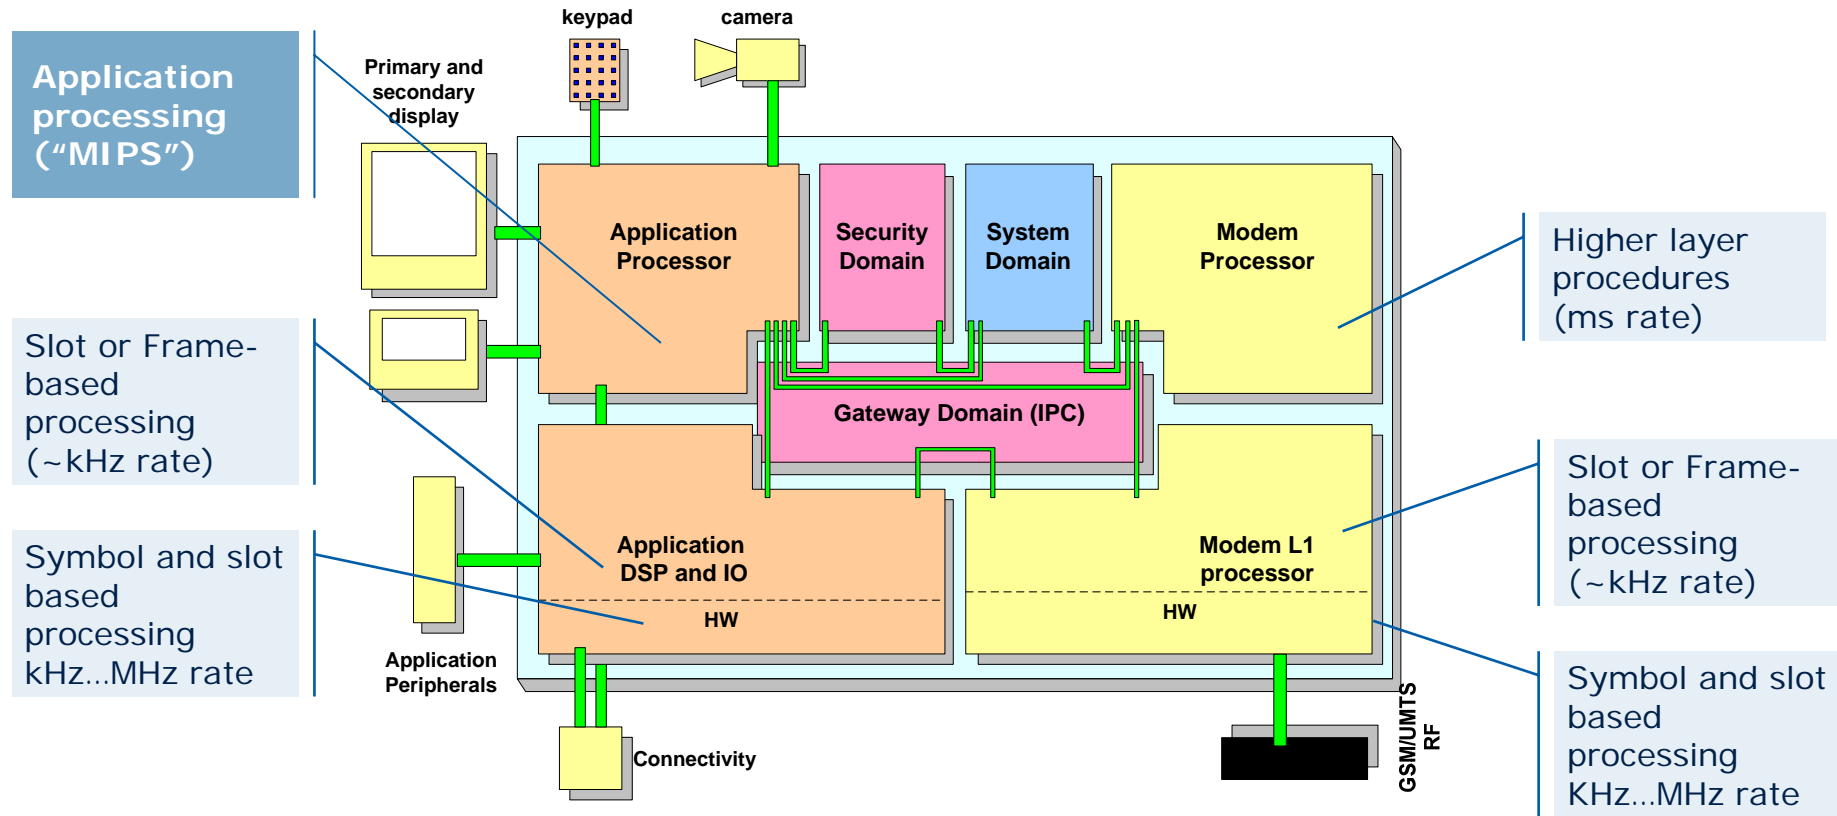 keypad
camera
Application
processing
(“MIPS”)
Primary and
secondary
display
Application
Processor
Security
Domain
System
Domain
Modem
Processor
Higher layer
procedures
(ms rate)
Slot or Frame-
based
processing
(~kHz rate)
Gateway Domain (IPC)
Slot or Frame-
based
processing
(~kHz rate)
Symbol and slot
based
processing
kHz...MHz rate
Application
DSP and IO
HW
Modem L1
processor
HW
Application
Peripherals
Connectivity
GSM/UMTS
RF
Symbol and slot
based
processing
KHz...MHz rate